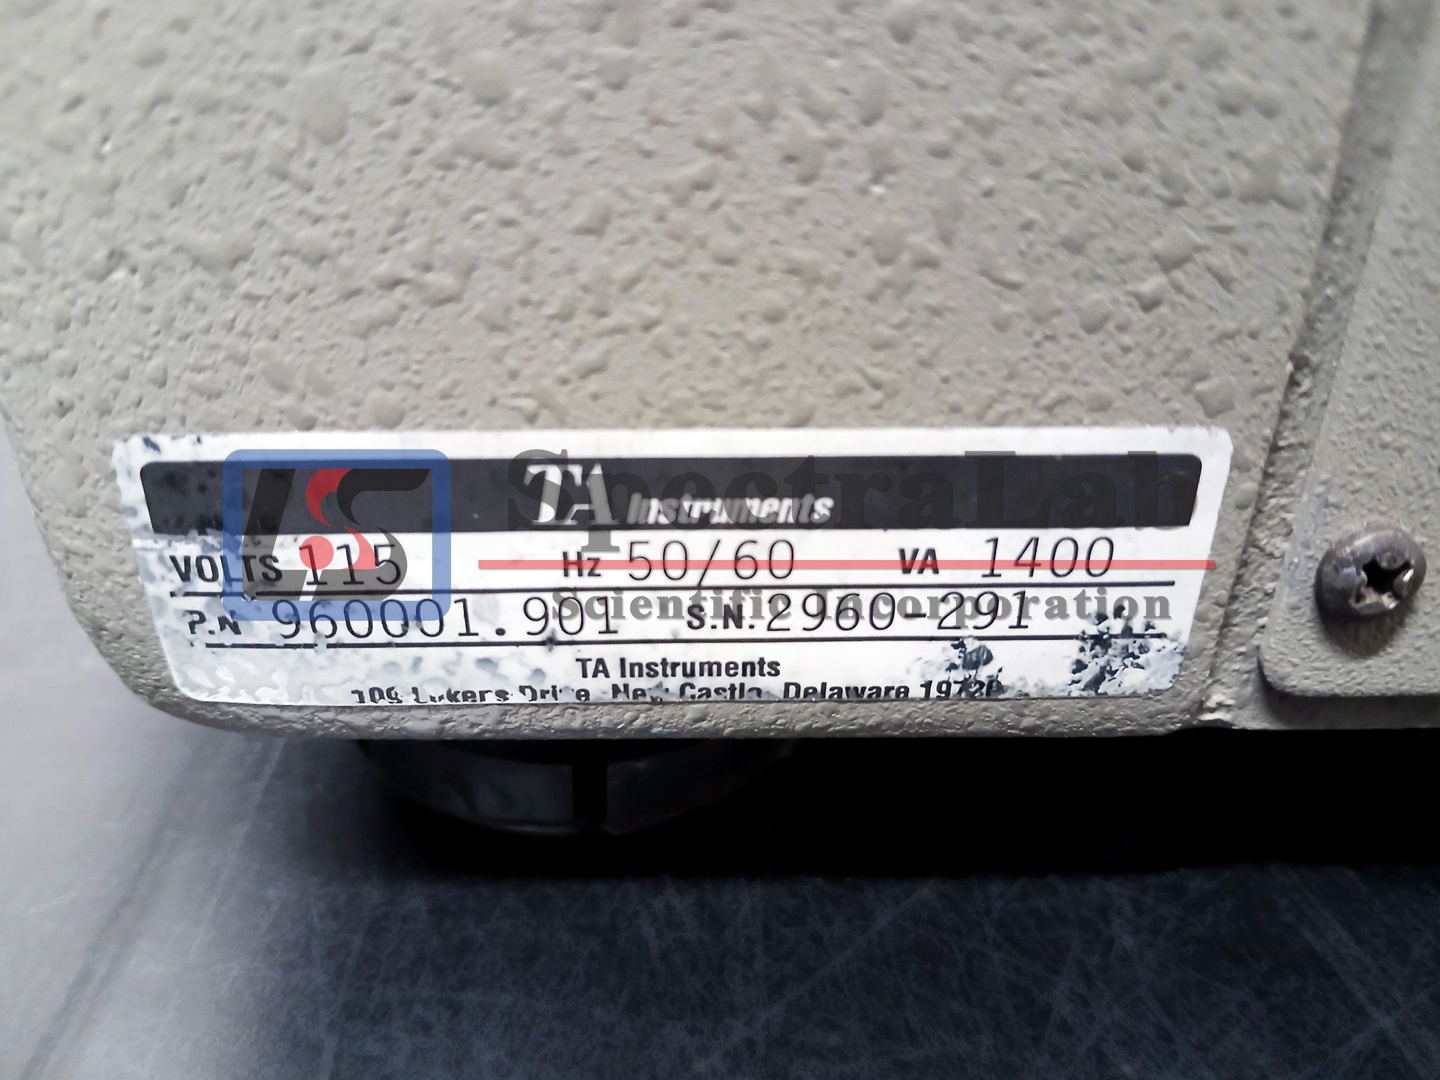 TA Instruments
SpectraLab
VOLTS 115 Hz 50/60 VA 1400
Scientific Incorporation
P.N 960001.901 S.N. 2960-291
TA Instruments
109 Lukens Drive, New Castle, Delaware 19720